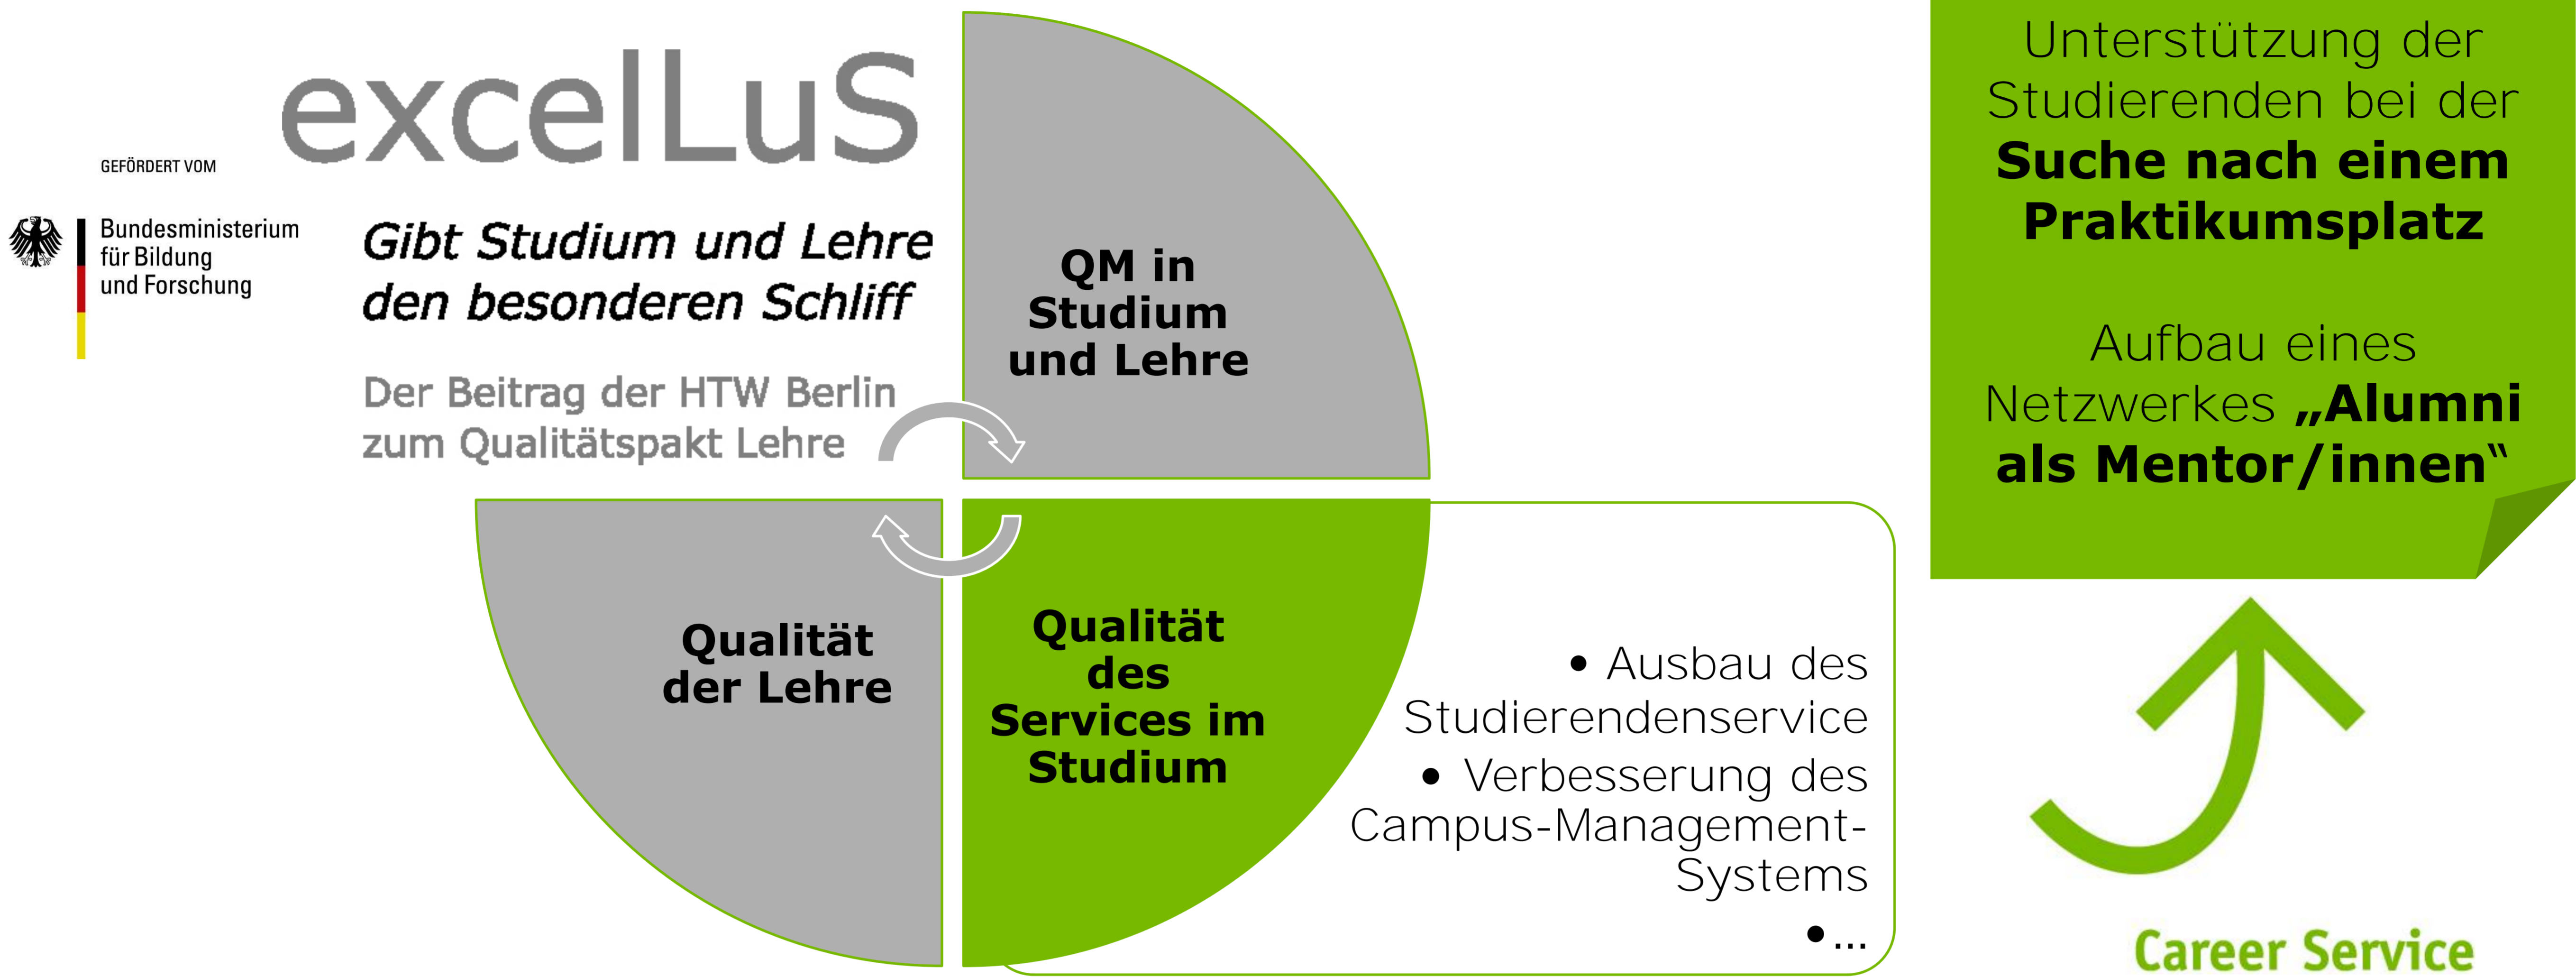 excelLuS
GEFÖRDERT VOM
Bundesministerium
für Bildung
und Forschung
Gibt Studium und Lehre
den besonderen Schliff
Der Beitrag der HTW Berlin
zum Qualitätspakt Lehre
QM in
Studium
und Lehre
Qualität
der Lehre
Qualität
des
Services im
Studium
• Ausbau des
Studierendenservice
• Verbesserung des
Campus-Management-
Systems
• ...
Unterstützung der
Studierenden bei der
Suche nach einem
Praktikumsplatz
Aufbau eines
Netzwerkes „Alumni
als Mentor/innen“
Career Service